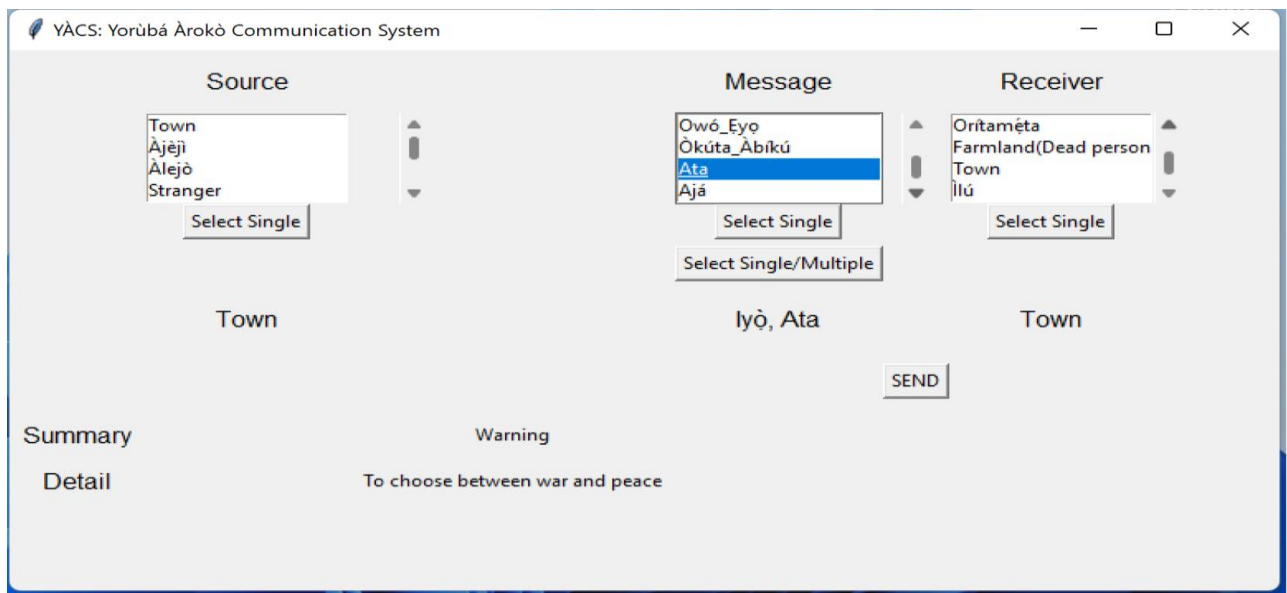 YÀCS: Yorùbá Àrokò Communication System
Source
Message
Receiver
Town
Àjèjì
Àlejò
Stranger
Owó_Ẹyọ
Òkúta_Àbíkú
Ata
Ajá
Orítamẹ́ta
Farmland(Dead person
Town
Ìlú
Select Single
Select Single
Select Single
Select Single/Multiple
Town
Iyọ̀, Ata
Town
SEND
Summary
Warning
Detail
To choose between war and peace